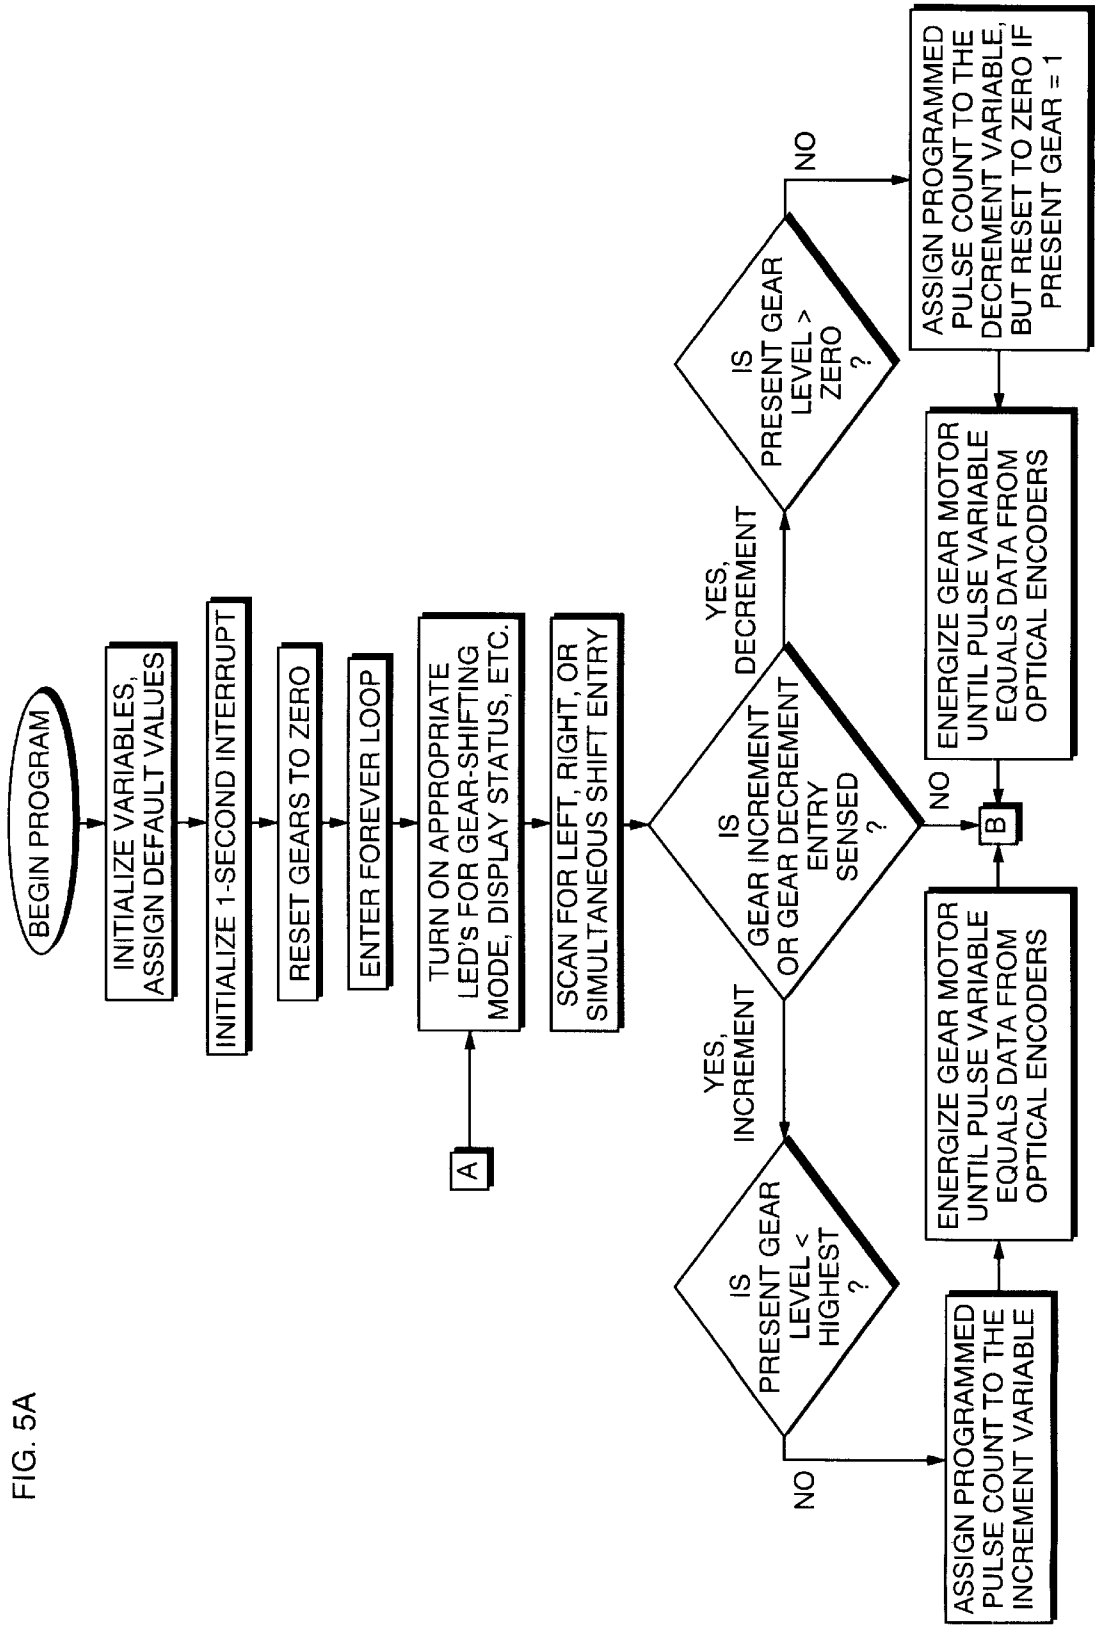 FIG. 5A
BEGIN PROGRAM
INITIALIZE VARIABLES,
ASSIGN DEFAULT VALUES
INITIALIZE 1-SECOND INTERRUPT
RESET GEARS TO ZERO
ENTER FOREVER LOOP
A
TURN ON APPROPRIATE
LED'S FOR GEAR-SHIFTING
MODE, DISPLAY STATUS, ETC.
SCAN FOR LEFT, RIGHT, OR
SIMULTANEOUS SHIFT ENTRY
IS
GEAR INCREMENT
OR GEAR DECREMENT
ENTRY
SENSED
?
YES,
INCREMENT
YES,
DECREMENT
NO
IS
PRESENT GEAR
LEVEL <
HIGHEST
?
NO
IS
PRESENT GEAR
LEVEL >
ZERO
?
NO
ASSIGN PROGRAMMED
PULSE COUNT TO THE
INCREMENT VARIABLE
ENERGIZE GEAR MOTOR
UNTIL PULSE VARIABLE
EQUALS DATA FROM
OPTICAL ENCODERS
B
ENERGIZE GEAR MOTOR
UNTIL PULSE VARIABLE
EQUALS DATA FROM
OPTICAL ENCODERS
ASSIGN PROGRAMMED
PULSE COUNT TO THE
DECREMENT VARIABLE,
BUT RESET TO ZERO IF
PRESENT GEAR = 1